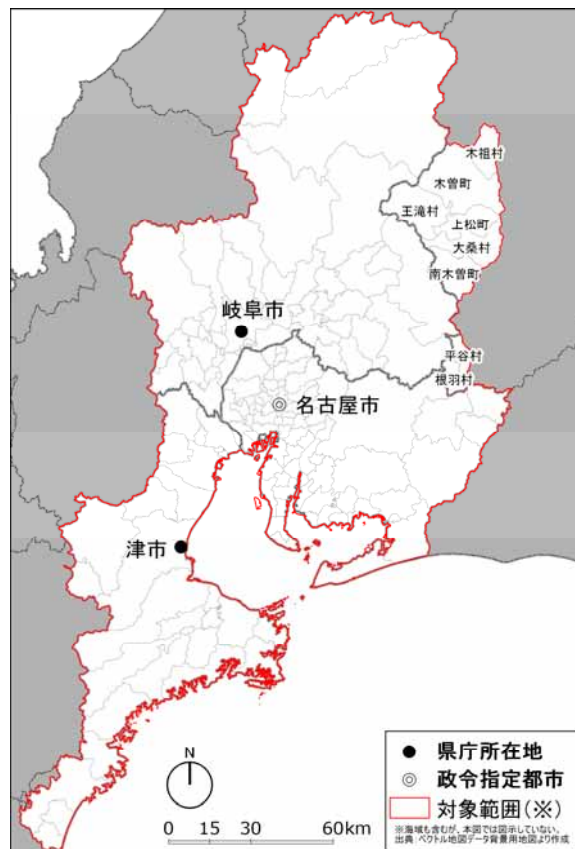 木祖村
木曽町
王滝村
上松町
大桑村
南木曽町
岐阜市
平谷村
根羽村
名古屋市
津市
N
0 15 30 60km
● 県庁所在地
◎ 政令指定都市
対象範囲(※)
※海域も含むが、本図では図示していない。
出典:ベクトル地図データ背景用地図より作成